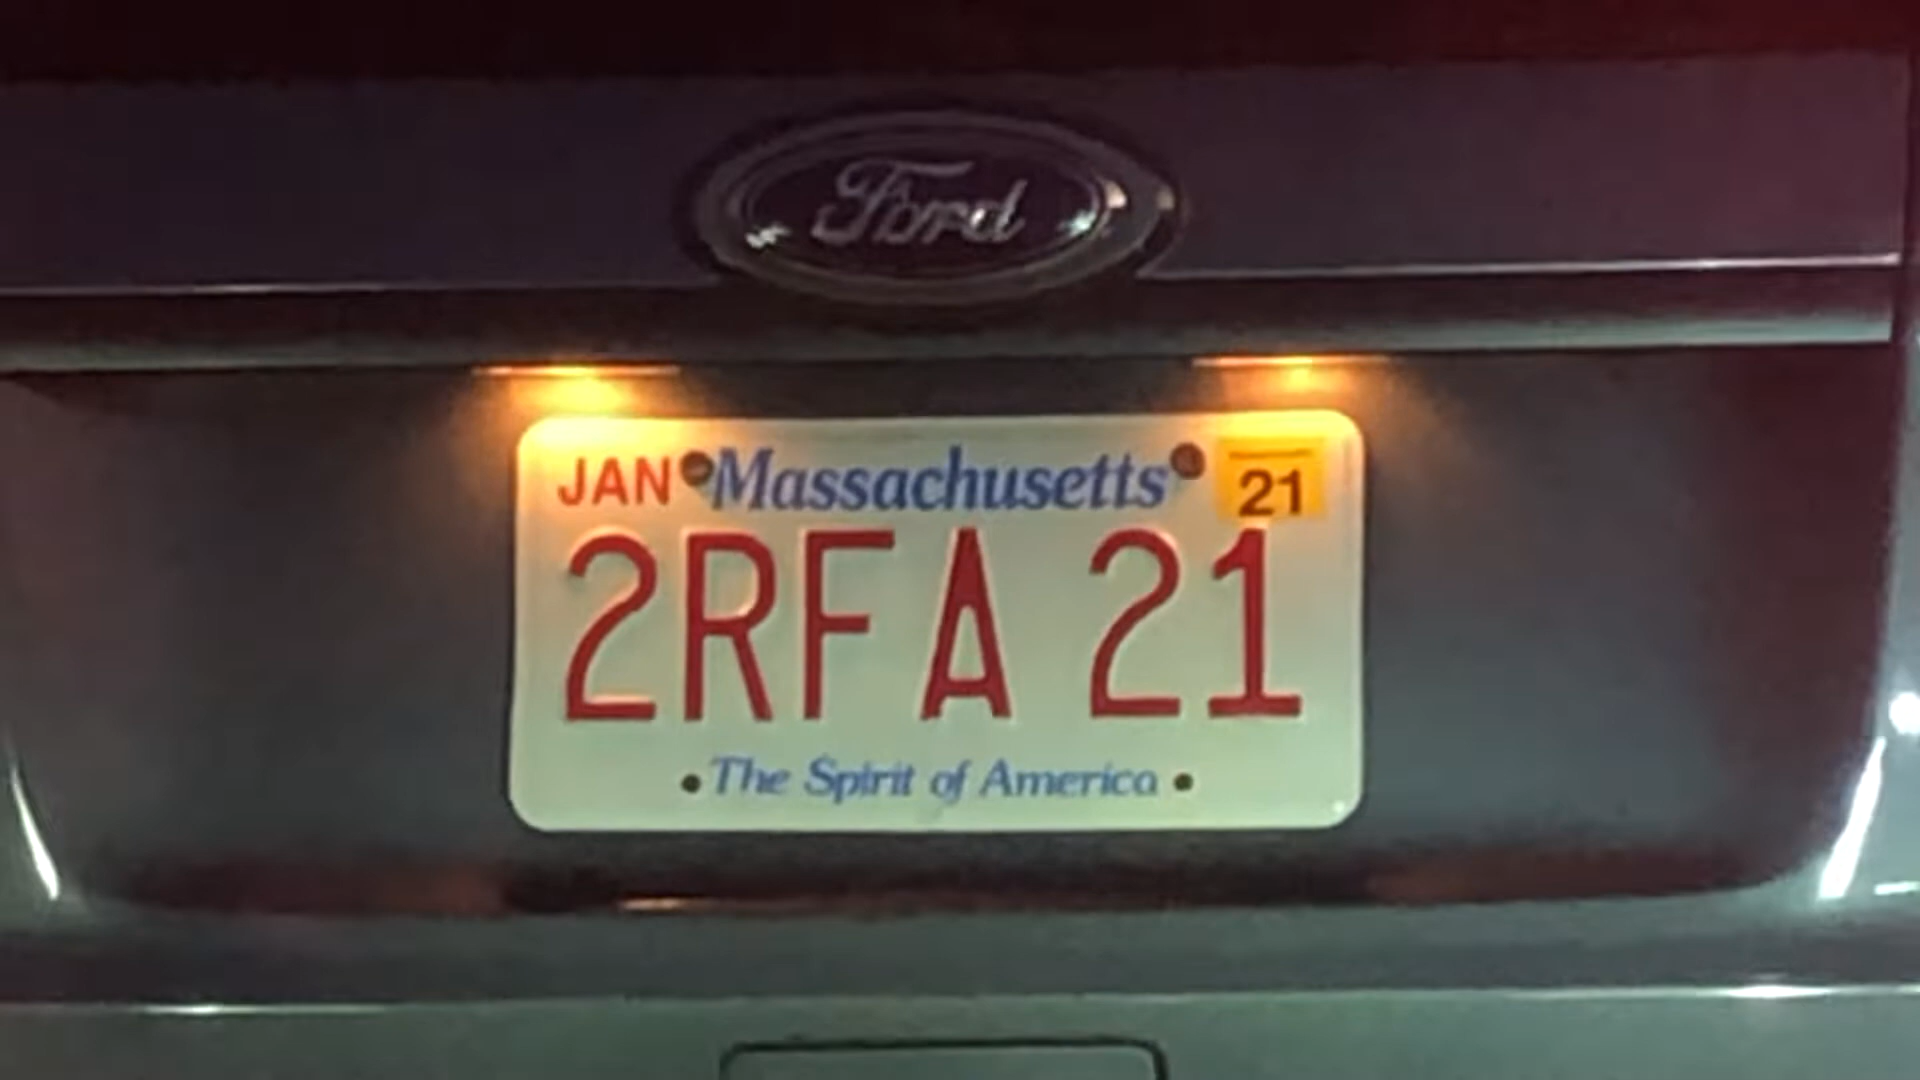 Ford
JAN Massachusetts 21
2RFA 21
The Spirit of America